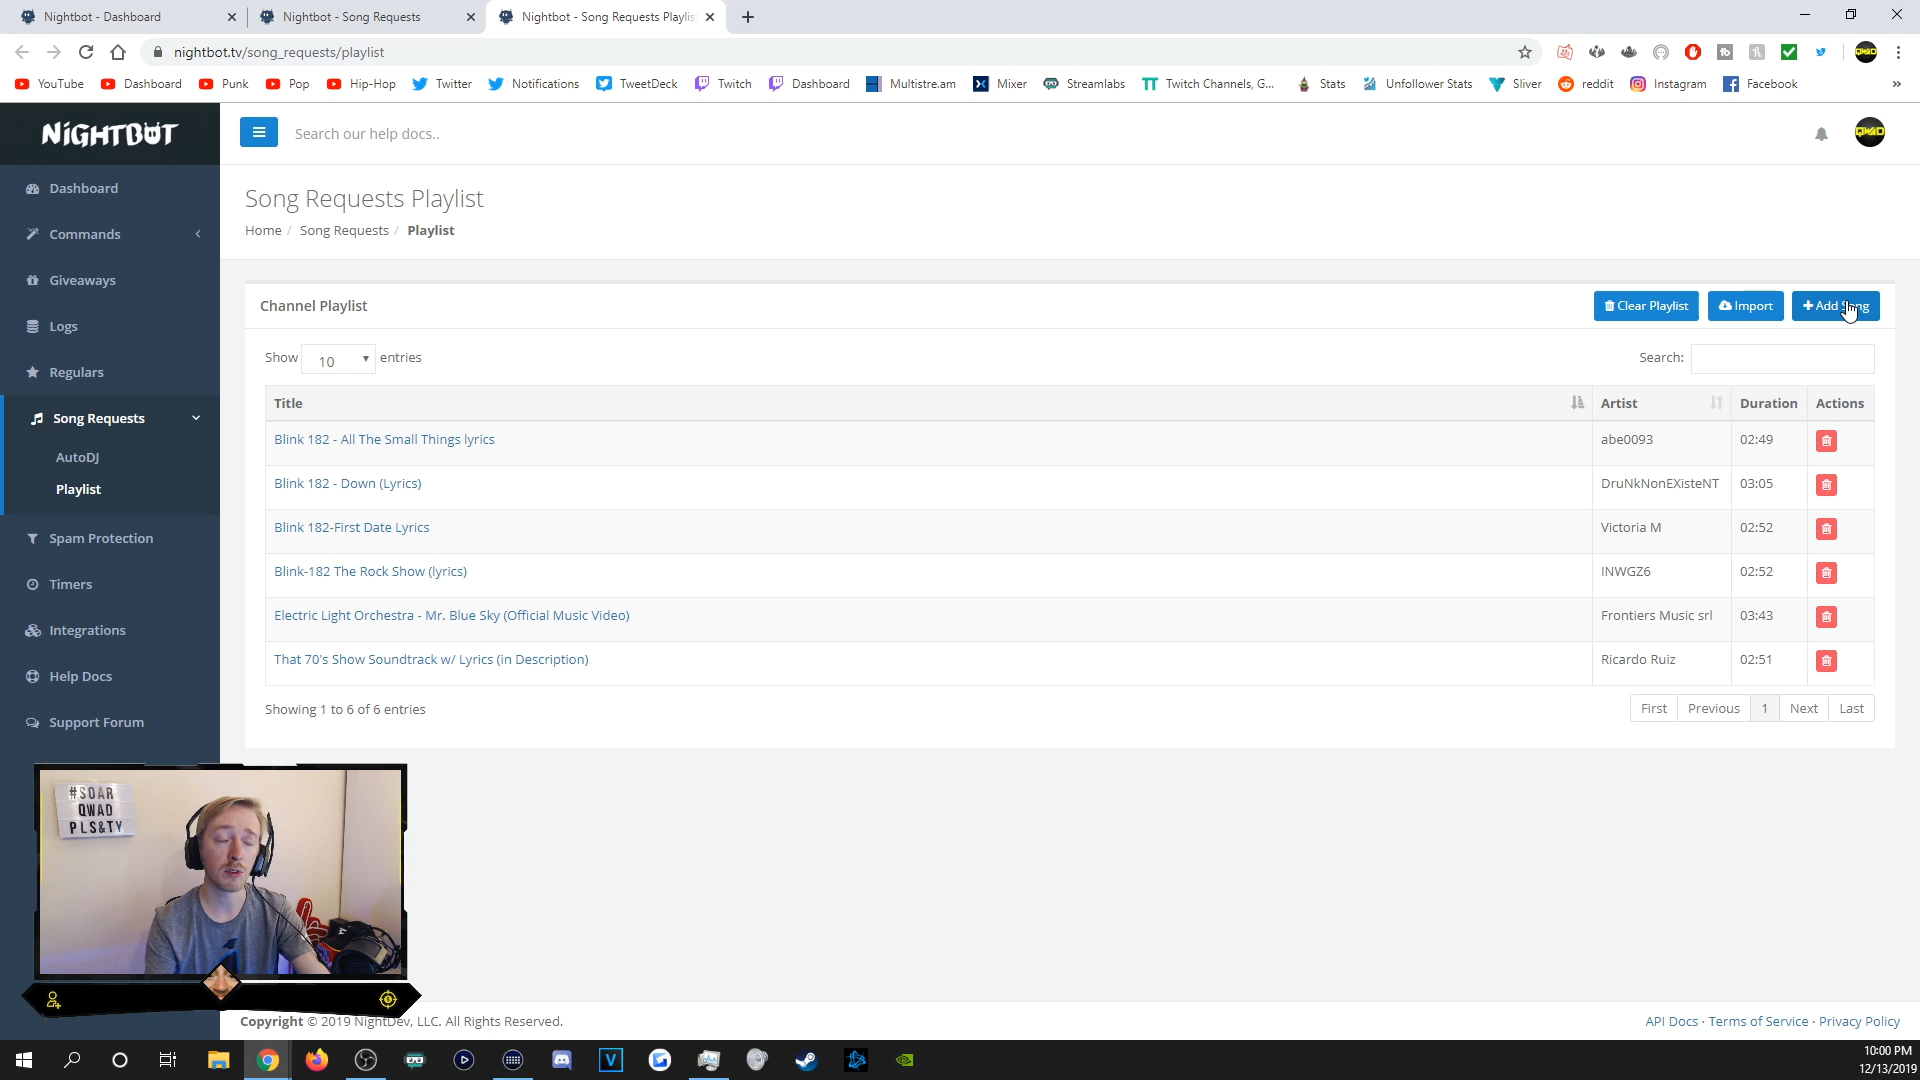 Nightbot - Dashboard
Nightbot - Song Requests
Nightbot - Song Requests Playlis
nightbot.tv/song_requests/playlist
YouTube
Dashboard
Punk
Pop
Hip-Hop
Twitter
Notifications
TweetDeck
Twitch
Dashboard
Multistre.am
Mixer
Streamlabs
Twitch Channels, G...
Stats
Unfollower Stats
Sliver
reddit
Instagram
Facebook
NIGHTBOT
Search our help docs..
QWAD
Dashboard
Commands
Giveaways
Logs
Regulars
Song Requests
AutoDJ
Playlist
Spam Protection
Timers
Integrations
Help Docs
Support Forum
Song Requests Playlist
Home / Song Requests / Playlist
Channel Playlist
Clear Playlist
Import
Show 10 entries
Search:
Title Artist Duration Actions
Blink 182 - All The Small Things lyrics abe0093 02:49
Blink 182 - Down (Lyrics) DruNkNonEXisteNT 03:05
Blink 182-First Date Lyrics Victoria M 02:52
Blink-182 The Rock Show (lyrics) INWGZ6 02:52
Electric Light Orchestra - Mr. Blue Sky (Official Music Video) Frontiers Music srl 03:43
That 70's Show Soundtrack w/ Lyrics (in Description) Ricardo Ruiz 02:51
Showing 1 to 6 of 6 entries
First Previous 1 Next Last
#SOAR
QWAD
PLS&TY
Copyright © 2019 NightDev, LLC. All Rights Reserved.
API Docs · Terms of Service · Privacy Policy
10:00 PM
12/13/2019